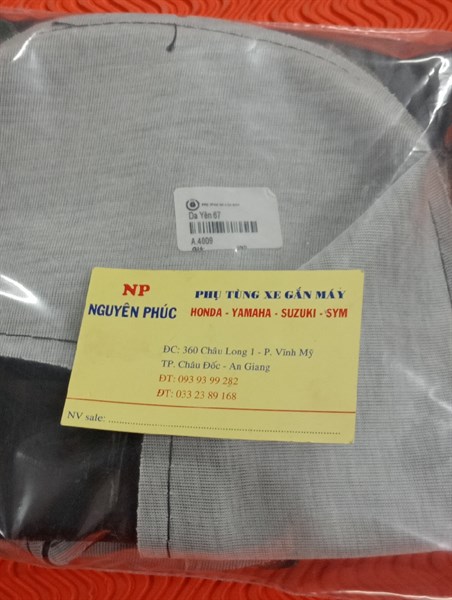 Da Yên 67
A.4609
NP
NGUYÊN PHÚC
PHỤ TÙNG XE GẮN MÁY
HONDA - YAMAHA - SUZUKI - SYM
ĐC: 360 Châu Long 1 - P. Vĩnh Mỹ
TP. Châu Đốc - An Giang
ĐT: 093 93 99 282
ĐT: 033 23 89 168
NV sale: ..........................................................